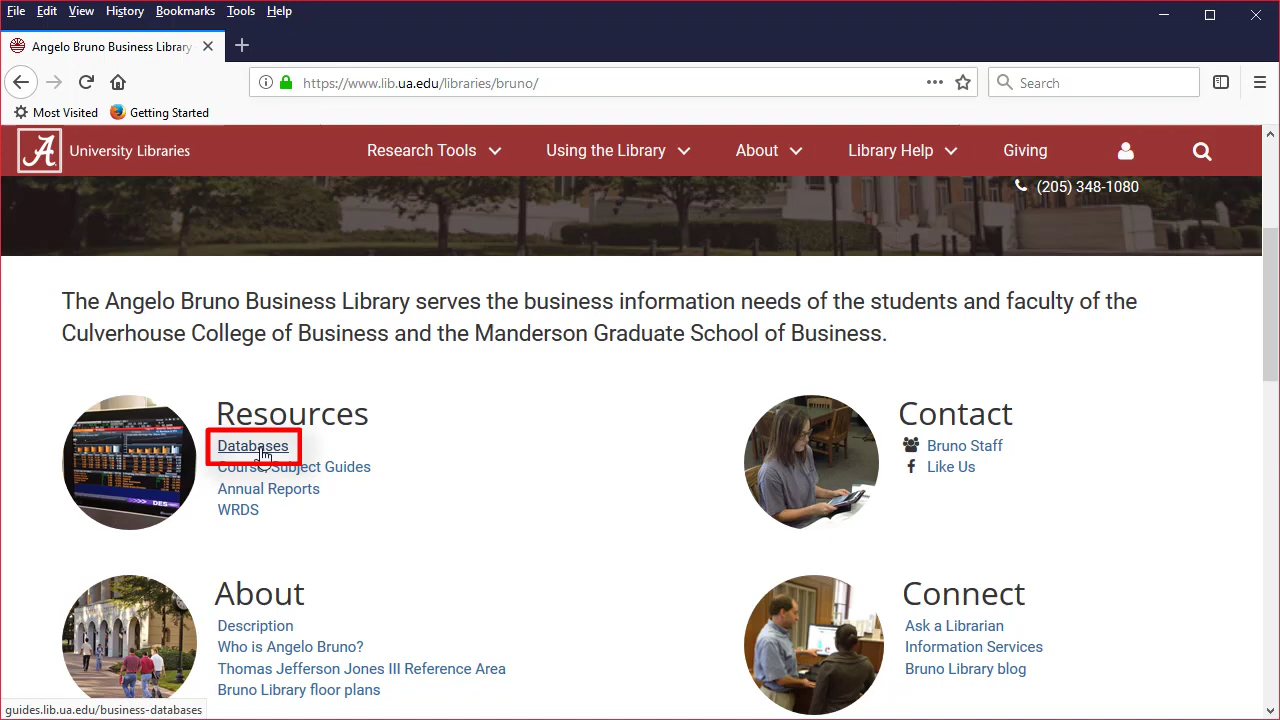 File Edit View History Bookmarks Tools Help
Angelo Bruno Business Library
https://www.lib.ua.edu/libraries/bruno/
Search
Most Visited Getting Started
A University Libraries Research Tools Using the Library About Library Help Giving
(205) 348-1080
The Angelo Bruno Business Library serves the business information needs of the students and faculty of the
Culverhouse College of Business and the Manderson Graduate School of Business.
Resources
Databases
Course/Subject Guides
Annual Reports
WRDS
Contact
Bruno Staff
Like Us
About
Description
Who is Angelo Bruno?
Thomas Jefferson Jones III Reference Area
Bruno Library floor plans
Connect
Ask a Librarian
Information Services
Bruno Library blog
guides.lib.ua.edu/business-databases